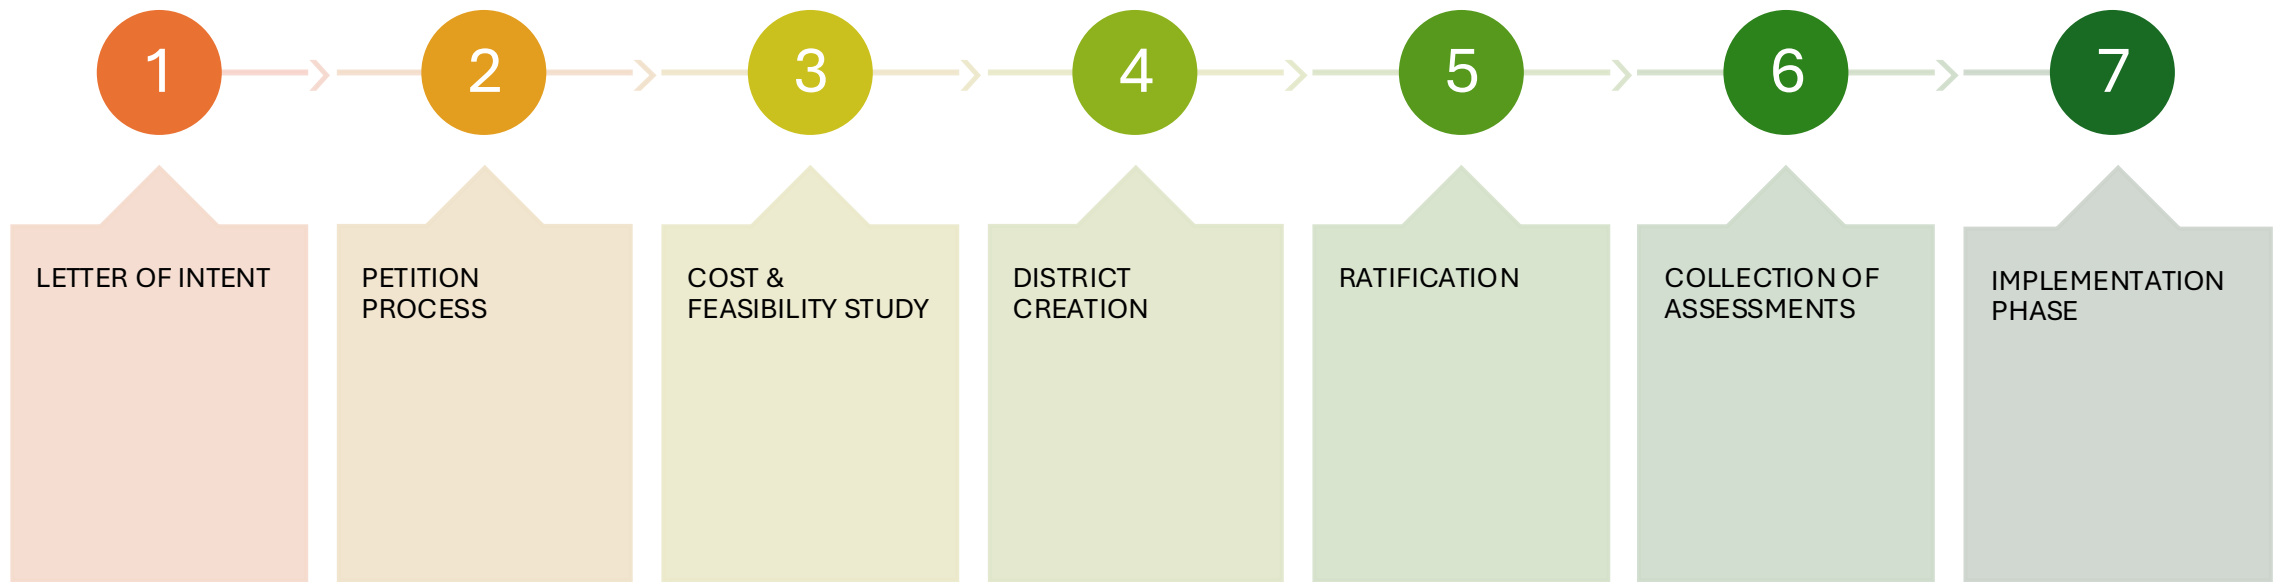 1
2
3
4
5
6
7
LETTER OF INTENT
PETITION
PROCESS
COST &
FEASIBILITY STUDY
DISTRICT
CREATION
RATIFICATION
COLLECTION OF
ASSESSMENTS
IMPLEMENTATION
PHASE